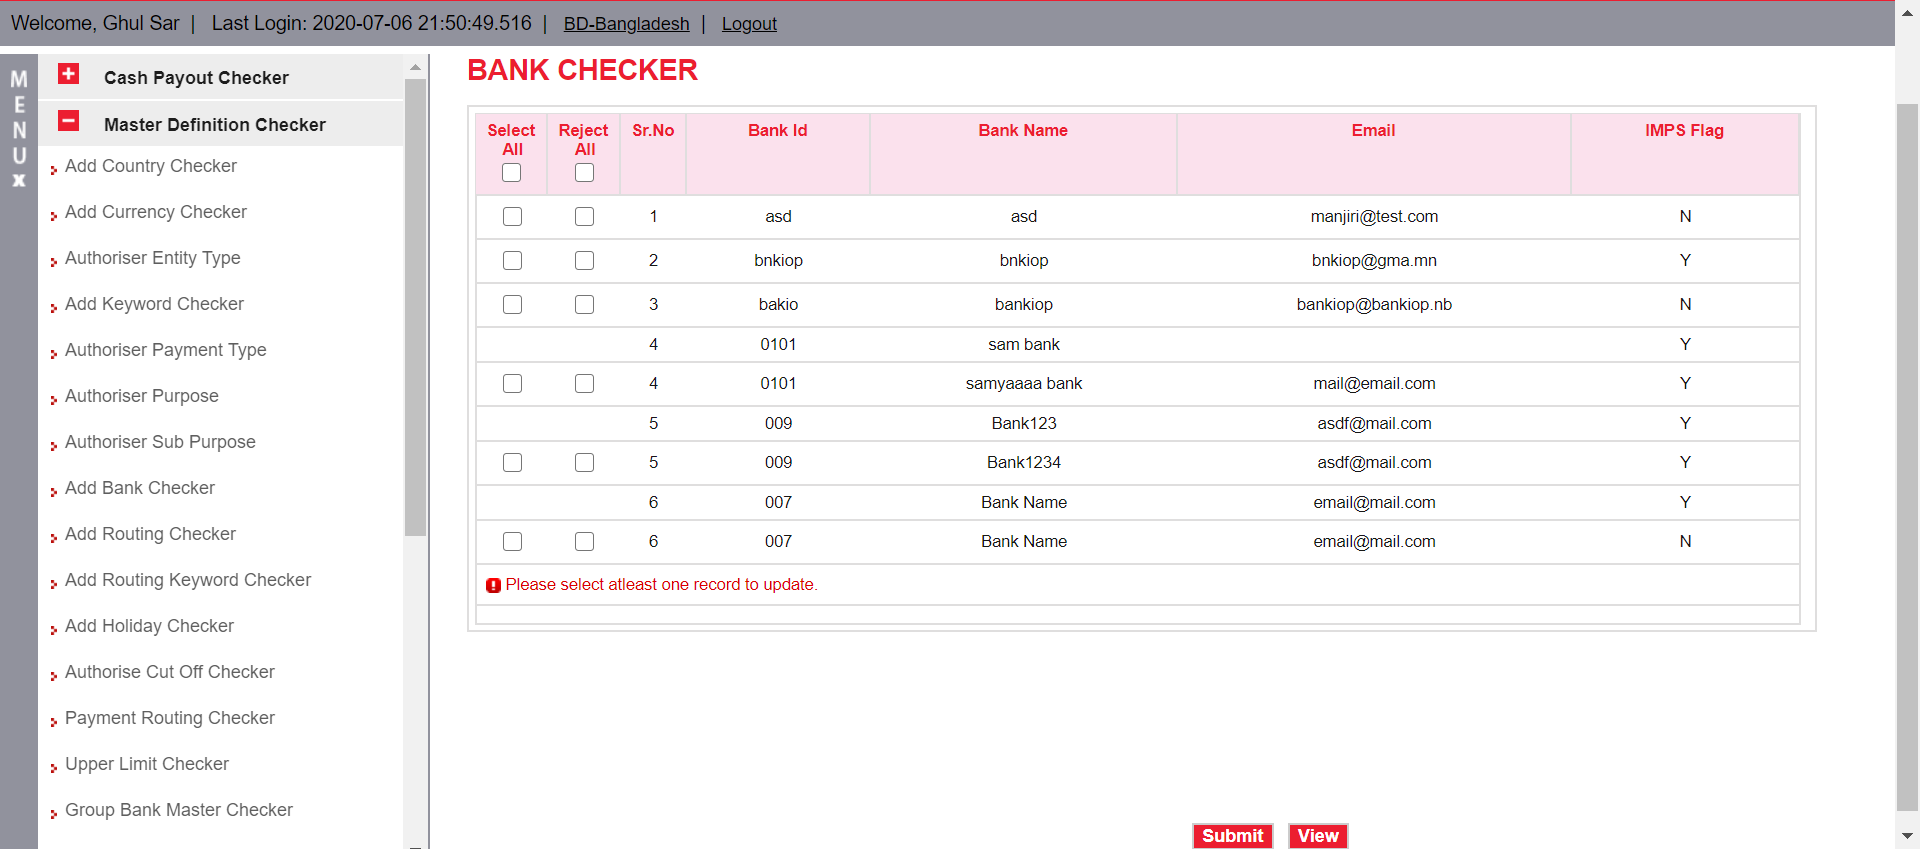 Welcome, Ghul Sar | Last Login: 2020-07-06 21:50:49.516 | BD-Bangladesh | Logout
M
E
N
U
x
Cash Payout Checker
Master Definition Checker
Add Country Checker
Add Currency Checker
Authoriser Entity Type
Add Keyword Checker
Authoriser Payment Type
Authoriser Purpose
Authoriser Sub Purpose
Add Bank Checker
Add Routing Checker
Add Routing Keyword Checker
Add Holiday Checker
Authorise Cut Off Checker
Payment Routing Checker
Upper Limit Checker
Group Bank Master Checker
BANK CHECKER
Select All Reject All Sr.No Bank Id Bank Name Email IMPS Flag
1 asd asd manjiri@test.com N
2 bnkiop bnkiop bnkiop@gma.mn Y
3 bakio bankiop bankiop@bankiop.nb N
4 0101 sam bank Y
4 0101 samyaaaa bank mail@email.com Y
5 009 Bank123 asdf@mail.com Y
5 009 Bank1234 asdf@mail.com Y
6 007 Bank Name email@mail.com Y
6 007 Bank Name email@mail.com N
Please select atleast one record to update.
Submit View